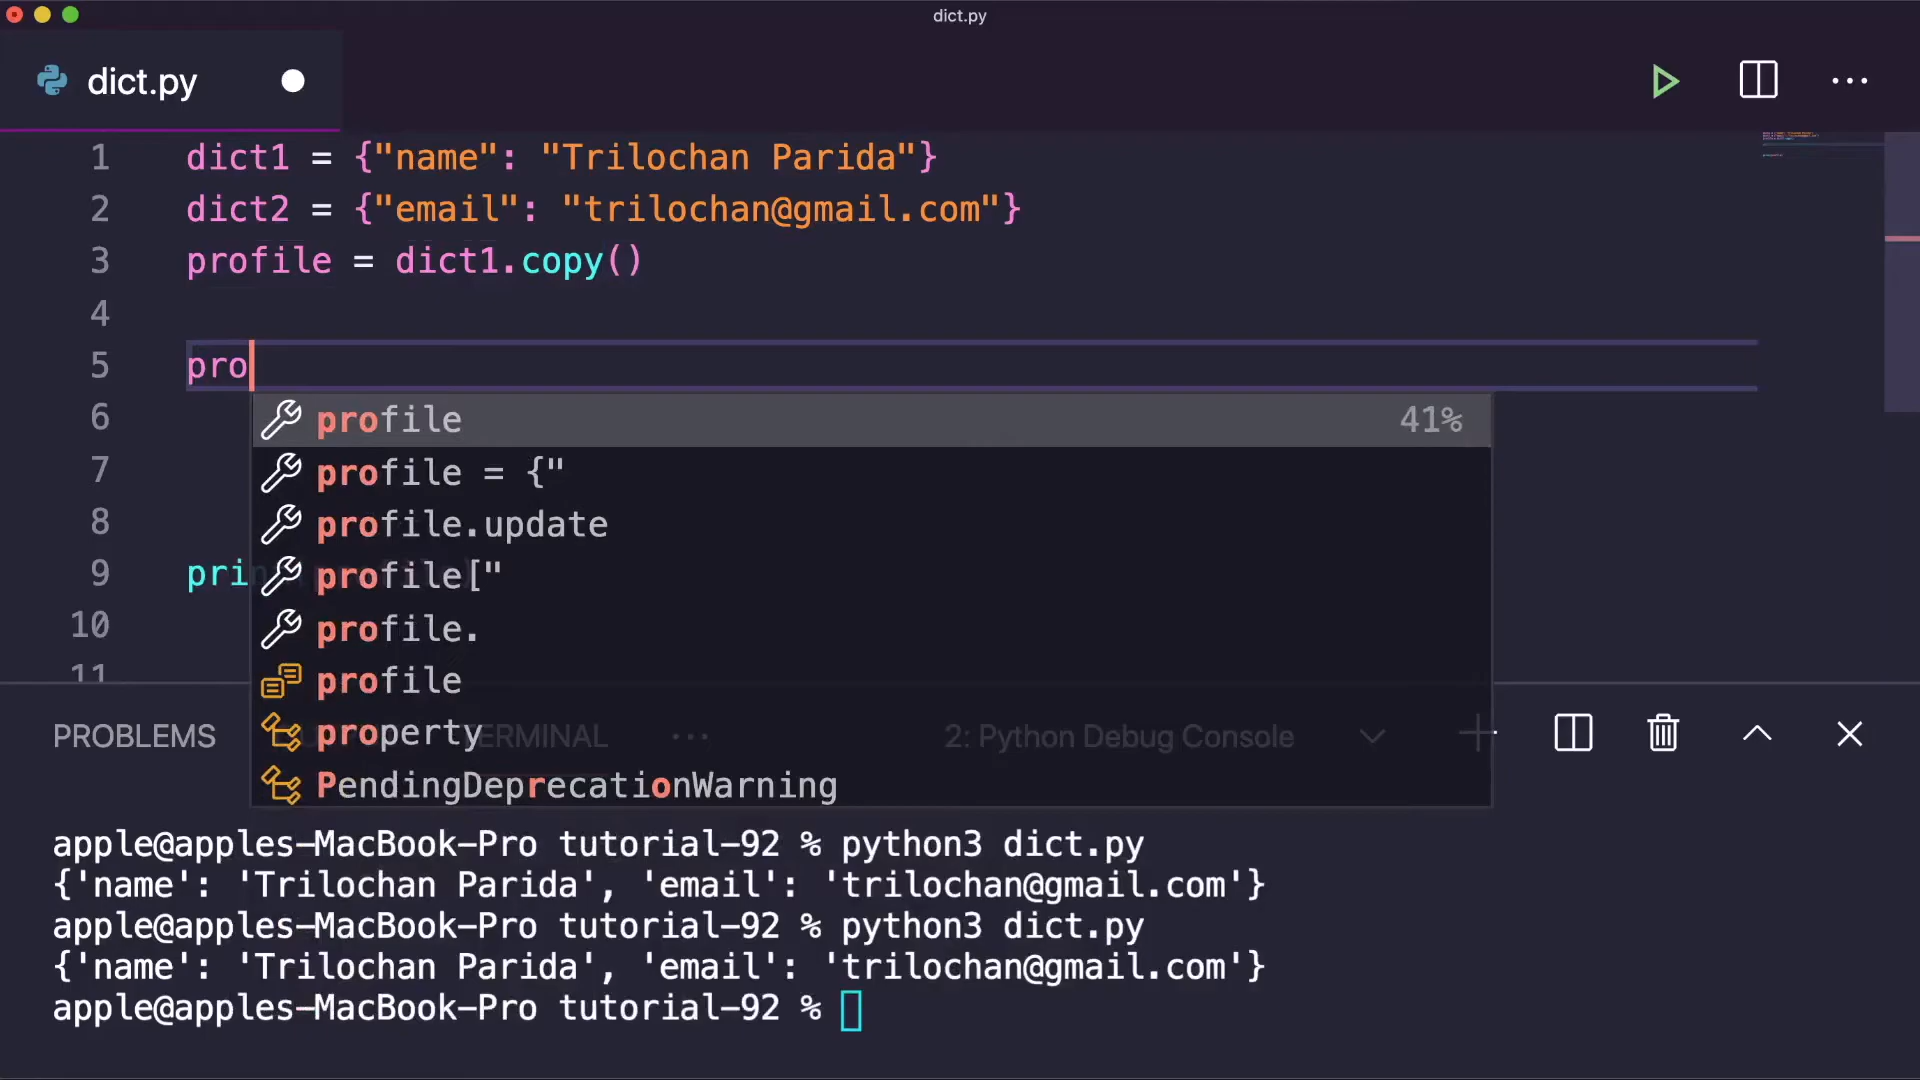 dict.py
dict.py
1 dict1 = {"name": "Trilochan Parida"}
2 dict2 = {"email": "trilochan@gmail.com"}
3 profile = dict1.copy()
4
5 pro
6 profile 41%
7 profile = {"
8 profile.update
9 pri profile["
10 profile.
11 profile
PROBLEMS property TERMINAL ... 2: Python Debug Console
PendingDeprecationWarning
apple@apples-MacBook-Pro tutorial-92 % python3 dict.py
{'name': 'Trilochan Parida', 'email': 'trilochan@gmail.com'}
apple@apples-MacBook-Pro tutorial-92 % python3 dict.py
{'name': 'Trilochan Parida', 'email': 'trilochan@gmail.com'}
apple@apples-MacBook-Pro tutorial-92 %